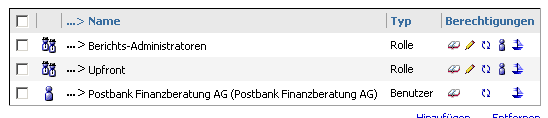 ...> Name Typ Berechtigungen
...> Berichts-Administratoren Rolle
...> Upfront Rolle
...> Postbank Finanzberatung AG (Postbank Finanzberatung AG) Benutzer
Hinzufügen... Entfernen